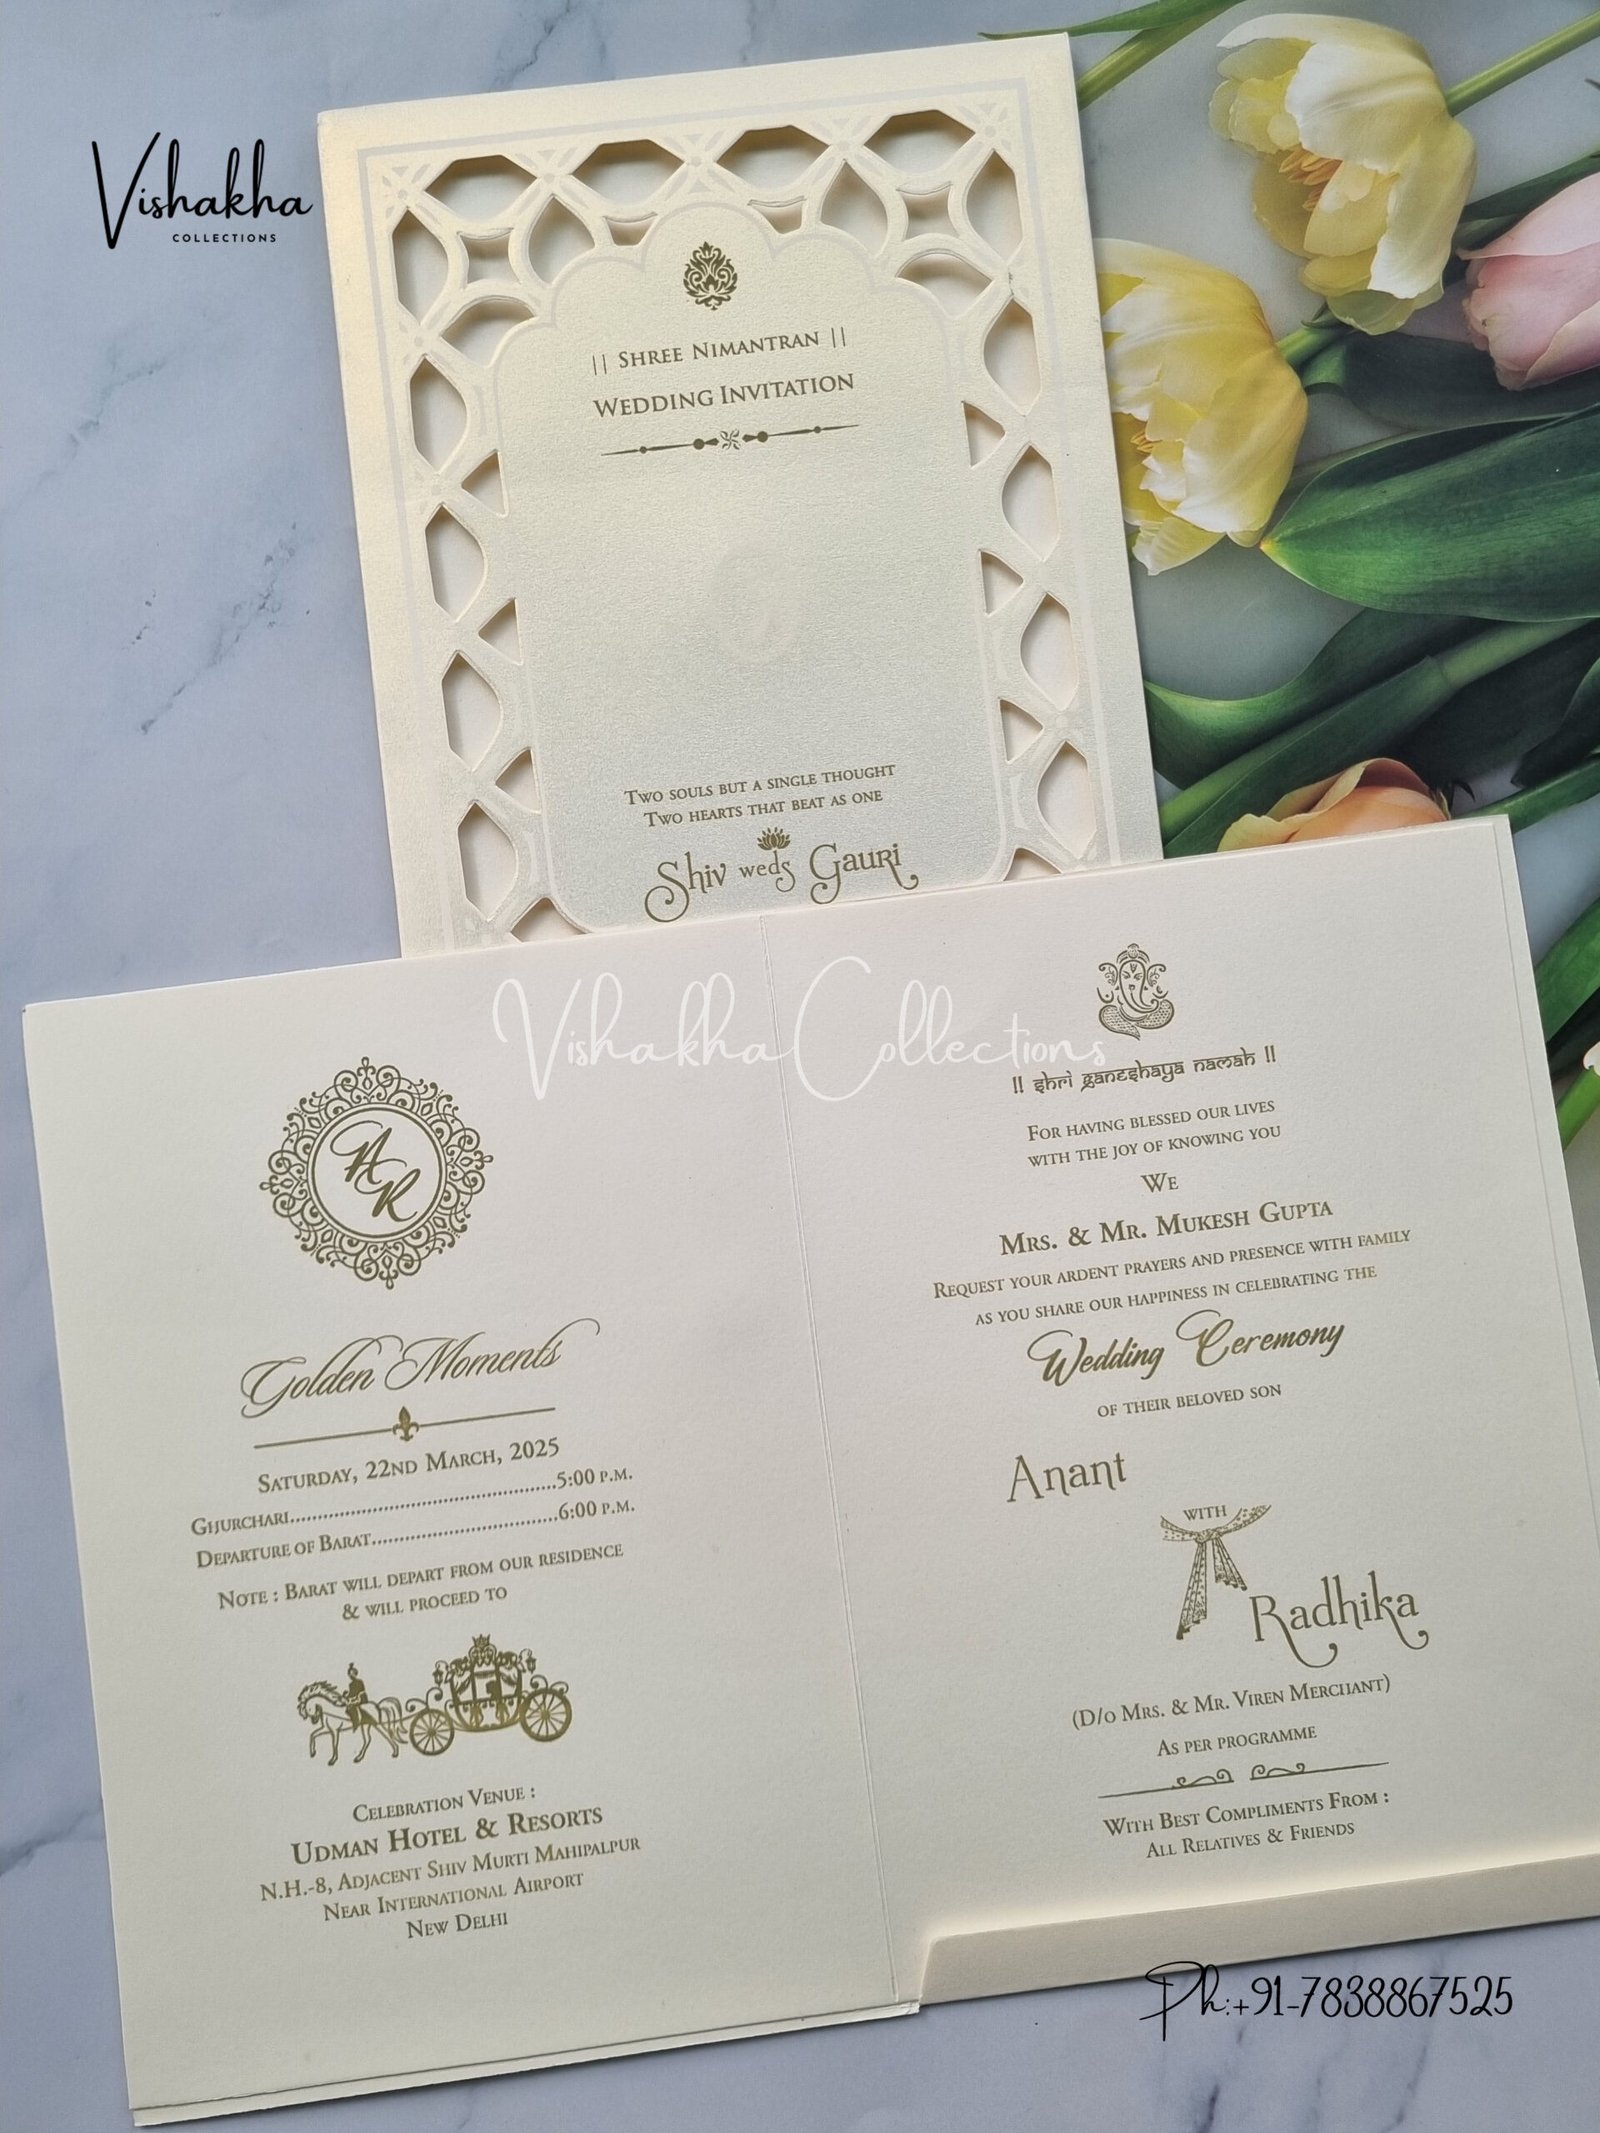 Vishakha
COLLECTIONS
|| SHREE NIMANTRAN ||
WEDDING INVITATION
TWO SOULS BUT A SINGLE THOUGHT
TWO HEARTS THAT BEAT AS ONE
Shiv weds Gauri
Vishakha Collections
AR
Golden Moments
SATURDAY, 22ND MARCH, 2025
GHURCHARI..................................................5:00 P.M.
DEPARTURE OF BARAT...................................6:00 P.M.
NOTE : BARAT WILL DEPART FROM OUR RESIDENCE
& WILL PROCEED TO
CELEBRATION VENUE :
UDMAN HOTEL & RESORTS
N.H.-8, ADJACENT SHIV MURTI MAHIPALPUR
NEAR INTERNATIONAL AIRPORT
NEW DELHI
|| shri ganeshaya namah ||
FOR HAVING BLESSED OUR LIVES
WITH THE JOY OF KNOWING YOU
WE
MRS. & MR. MUKESH GUPTA
REQUEST YOUR ARDENT PRAYERS AND PRESENCE WITH FAMILY
AS YOU SHARE OUR HAPPINESS IN CELEBRATING THE
Wedding Ceremony
OF THEIR BELOVED SON
Anant
WITH
Radhika
(D/O MRS. & MR. VIREN MERCHANT)
AS PER PROGRAMME
WITH BEST COMPLIMENTS FROM :
ALL RELATIVES & FRIENDS
Ph:+91-7838867525